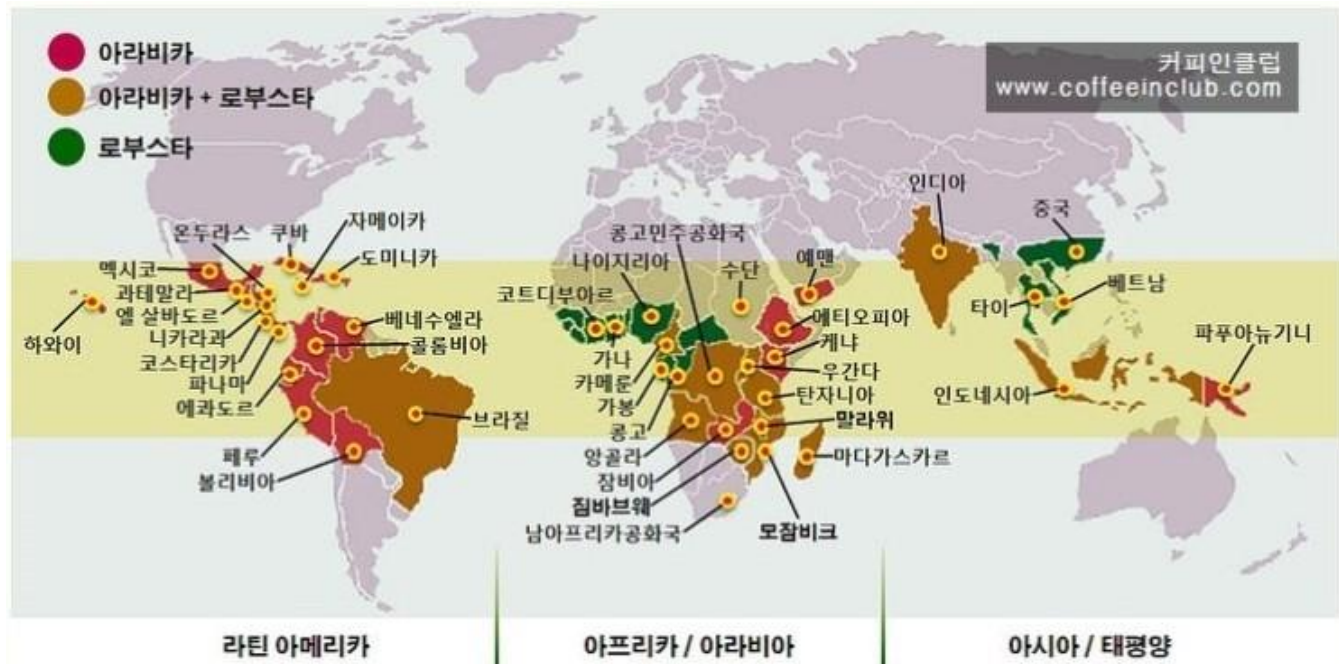 아라비카
아라비카 + 로부스타
로부스타
커피인클럽
www.coffeeinclub.com
인디아
중국
온두라스
쿠바
자메이카
콩고민주공화국
멕시코
도미니카
나이지리아
수단
예맨
과테말라
코트디부아르
베트남
엘 살바도르
베네수엘라
에티오피아
타이
하와이
니카라과
콜롬비아
가나
케냐
파푸아뉴기니
코스타리카
카메룬
우간다
파나마
가봉
탄자니아
인도네시아
에콰도르
브라질
콩고
말라위
페루
앙골라
마다가스카르
볼리비아
잠비아
짐바브웨
남아프리카공화국
모잠비크
라틴 아메리카
아프리카 / 아라비아
아시아 / 태평양